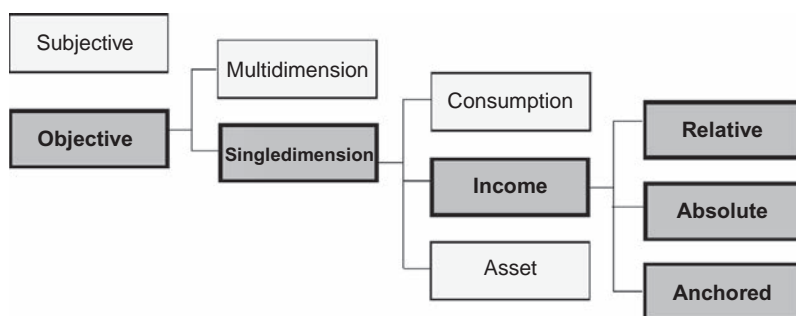 Subjective
Objective
Multidimension
Singledimension
Consumption
Income
Asset
Relative
Absolute
Anchored